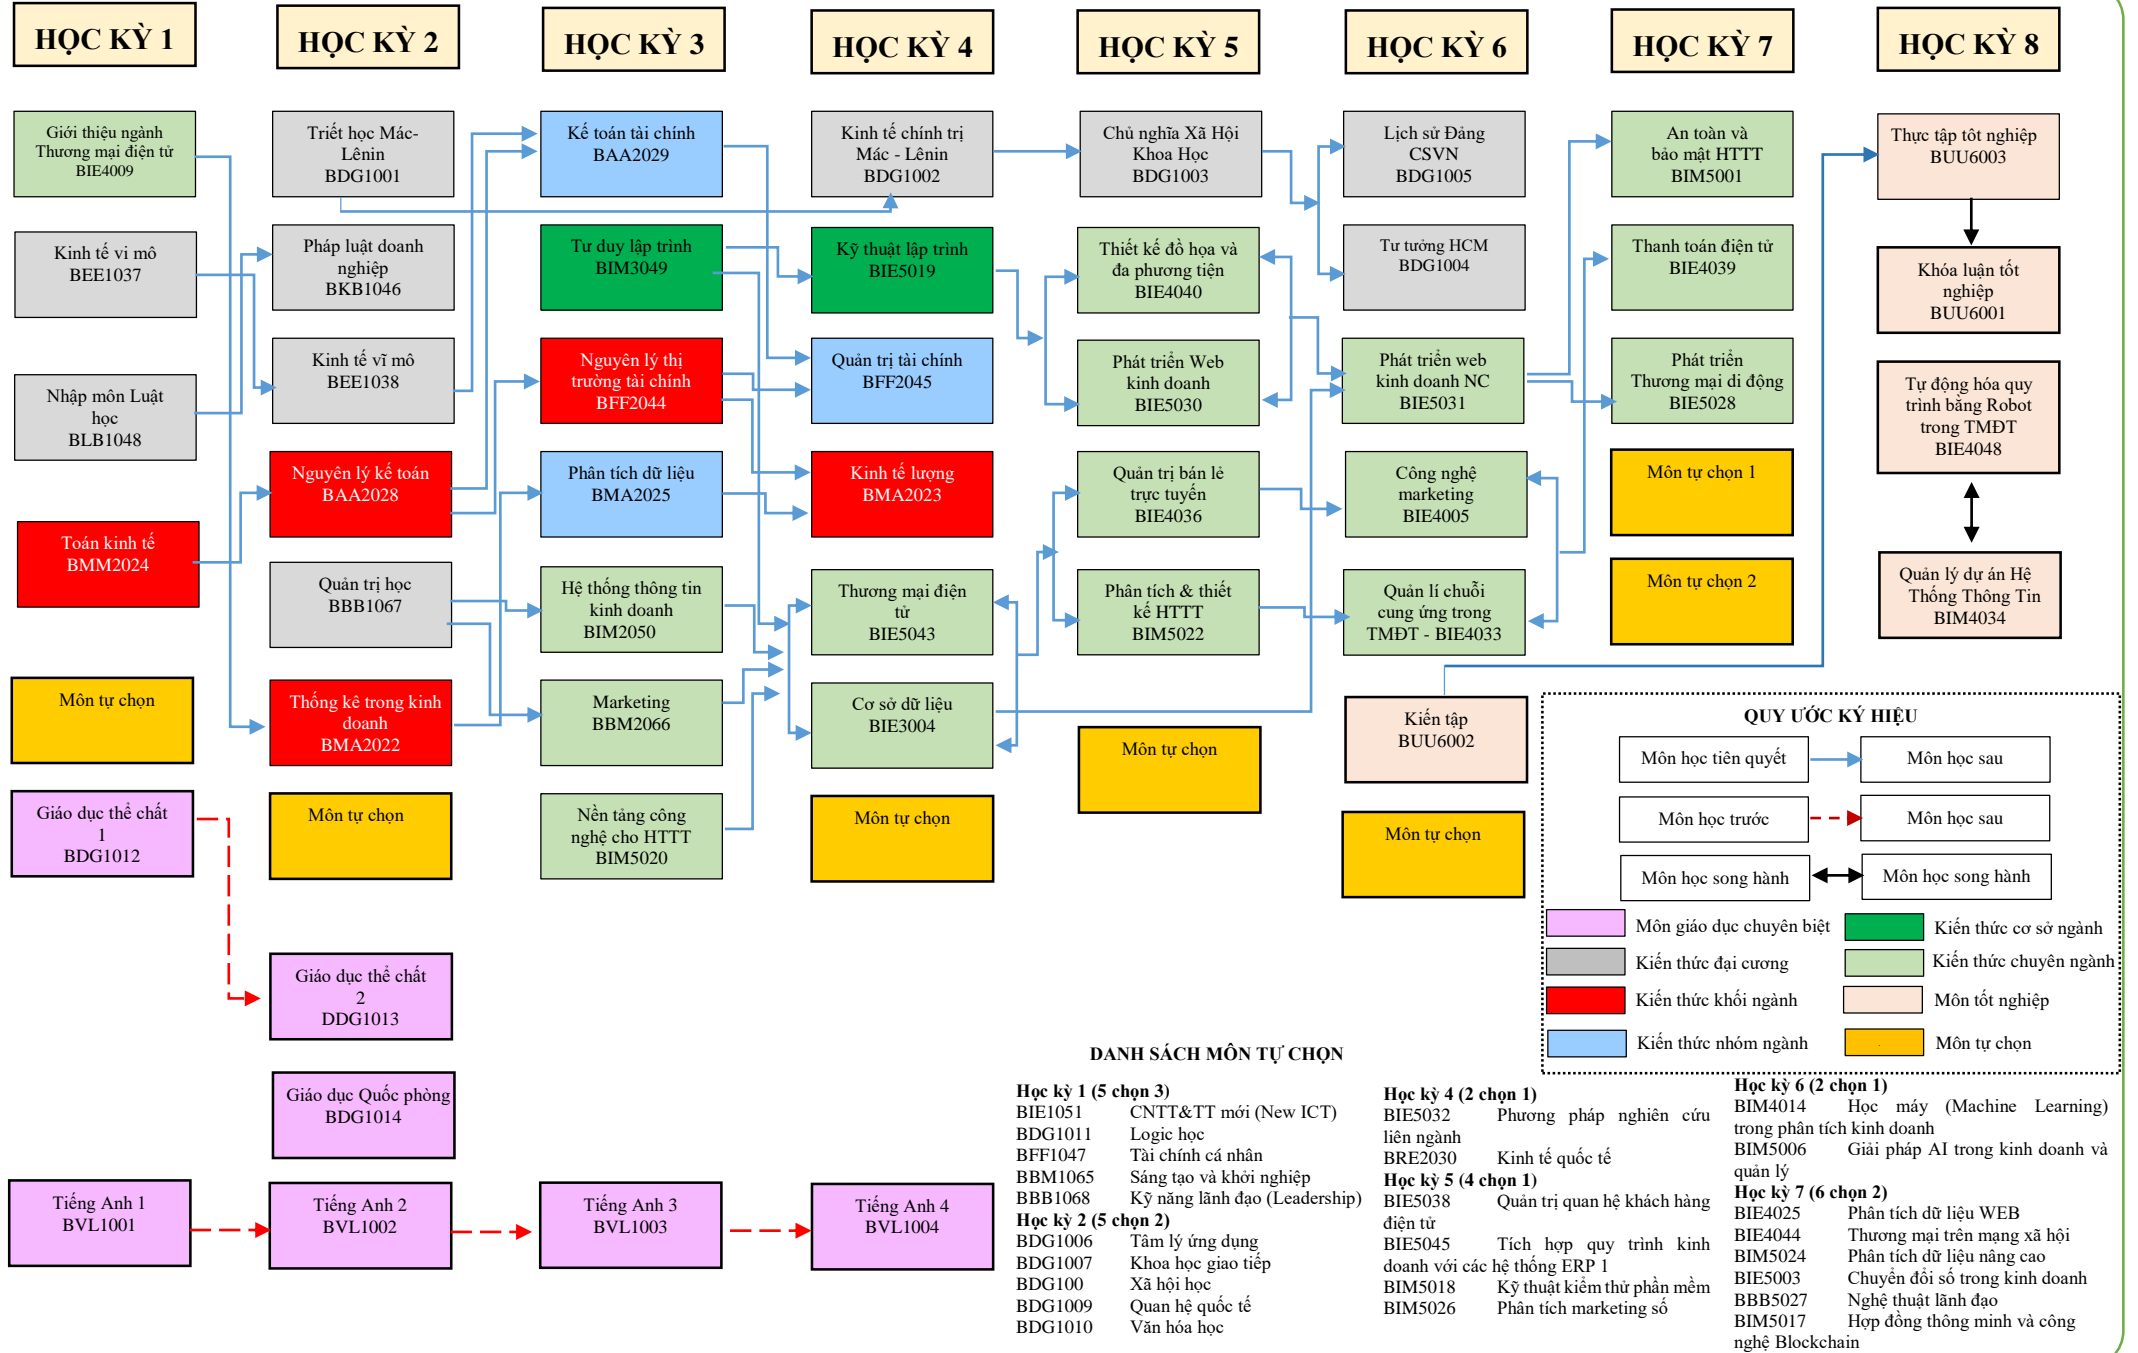 HỌC KỲ 1
HỌC KỲ 2
HỌC KỲ 3
HỌC KỲ 4
HỌC KỲ 5
HỌC KỲ 6
HỌC KỲ 7
HỌC KỲ 8
Giới thiệu ngành
Thương mại điện tử
BIE4009
Kinh tế vi mô
BEE1037
Nhập môn Luật
học
BLB1048
Toán kinh tế
BMM2024
Môn tự chọn
Giáo dục thể chất
1
BDG1012
Tiếng Anh 1
BVL1001
Triết học Mác-
Lênin
BDG1001
Pháp luật doanh
nghiệp
BKB1046
Kinh tế vĩ mô
BEE1038
Nguyên lý kế toán
BAA2028
Quản trị học
BBB1067
Thống kê trong kinh
doanh
BMA2022
Môn tự chọn
Giáo dục thể chất
2
DDG1013
Giáo dục Quốc phòng
BDG1014
Tiếng Anh 2
BVL1002
Kế toán tài chính
BAA2029
Tư duy lập trình
BIM3049
Nguyên lý thị
trường tài chính
BFF2044
Phân tích dữ liệu
BMA2025
Hệ thống thông tin
kinh doanh
BIM2050
Marketing
BBM2066
Nền tảng công
nghệ cho HTTT
BIM5020
Tiếng Anh 3
BVL1003
Kinh tế chính trị
Mác - Lênin
BDG1002
Kỹ thuật lập trình
BIE5019
Quản trị tài chính
BFF2045
Kinh tế lượng
BMA2023
Thương mại điện
tử
BIE5043
Cơ sở dữ liệu
BIE3004
Môn tự chọn
Tiếng Anh 4
BVL1004
Chủ nghĩa Xã Hội
Khoa Học
BDG1003
Thiết kế đồ họa và
đa phương tiện
BIE4040
Phát triển Web
kinh doanh
BIE5030
Quản trị bán lẻ
trực tuyến
BIE4036
Phân tích & thiết
kế HTTT
BIM5022
Môn tự chọn
Lịch sử Đảng
CSVN
BDG1005
Tư tưởng HCM
BDG1004
Phát triển web
kinh doanh NC
BIE5031
Công nghệ
marketing
BIE4005
Quản lí chuỗi
cung ứng trong
TMĐT - BIE4033
Kiến tập
BUU6002
Môn tự chọn
An toàn và
bảo mật HTTT
BIM5001
Thanh toán điện tử
BIE4039
Phát triển
Thương mại di động
BIE5028
Môn tự chọn 1
Môn tự chọn 2
Thực tập tôt nghiệp
BUU6003
Khóa luận tốt
nghiệp
BUU6001
Tự động hóa quy
trình bằng Robot
trong TMĐT
BIE4048
Quản lý dự án Hệ
Thống Thông Tin
BIM4034
QUY ƯỚC KÝ HIỆU
Môn học tiên quyết
Môn học sau
Môn học trước
Môn học sau
Môn học song hành
Môn học song hành
Môn giáo dục chuyên biệt
Kiến thức cơ sở ngành
Kiến thức đại cương
Kiến thức chuyên ngành
Kiến thức khối ngành
Môn tốt nghiệp
Kiến thức nhóm ngành
Môn tự chọn
DANH SÁCH MÔN TỰ CHỌN
Học kỳ 1 (5 chọn 3)
BIE1051 CNTT&TT mới (New ICT)
BDG1011 Logic học
BFF1047 Tài chính cá nhân
BBM1065 Sáng tạo và khởi nghiệp
BBB1068 Kỹ năng lãnh đạo (Leadership)
Học kỳ 2 (5 chọn 2)
BDG1006 Tâm lý ứng dụng
BDG1007 Khoa học giao tiếp
BDG100 Xã hội học
BDG1009 Quan hệ quốc tế
BDG1010 Văn hóa học
Học kỳ 4 (2 chọn 1)
BIE5032 Phương pháp nghiên cứu
liên ngành
BRE2030 Kinh tế quốc tế
Học kỳ 5 (4 chọn 1)
BIE5038 Quản trị quan hệ khách hàng
điện tử
BIE5045 Tích hợp quy trình kinh
doanh với các hệ thống ERP 1
BIM5018 Kỹ thuật kiểm thử phần mềm
BIM5026 Phân tích marketing số
Học kỳ 6 (2 chọn 1)
BIM4014 Học máy (Machine Learning)
trong phân tích kinh doanh
BIM5006 Giải pháp AI trong kinh doanh và
quản lý
Học kỳ 7 (6 chọn 2)
BIE4025 Phân tích dữ liệu WEB
BIE4044 Thương mại trên mạng xã hội
BIM5024 Phân tích dữ liệu nâng cao
BIE5003 Chuyển đổi số trong kinh doanh
BBB5027 Nghệ thuật lãnh đạo
BIM5017 Hợp đồng thông minh và công
nghệ Blockchain